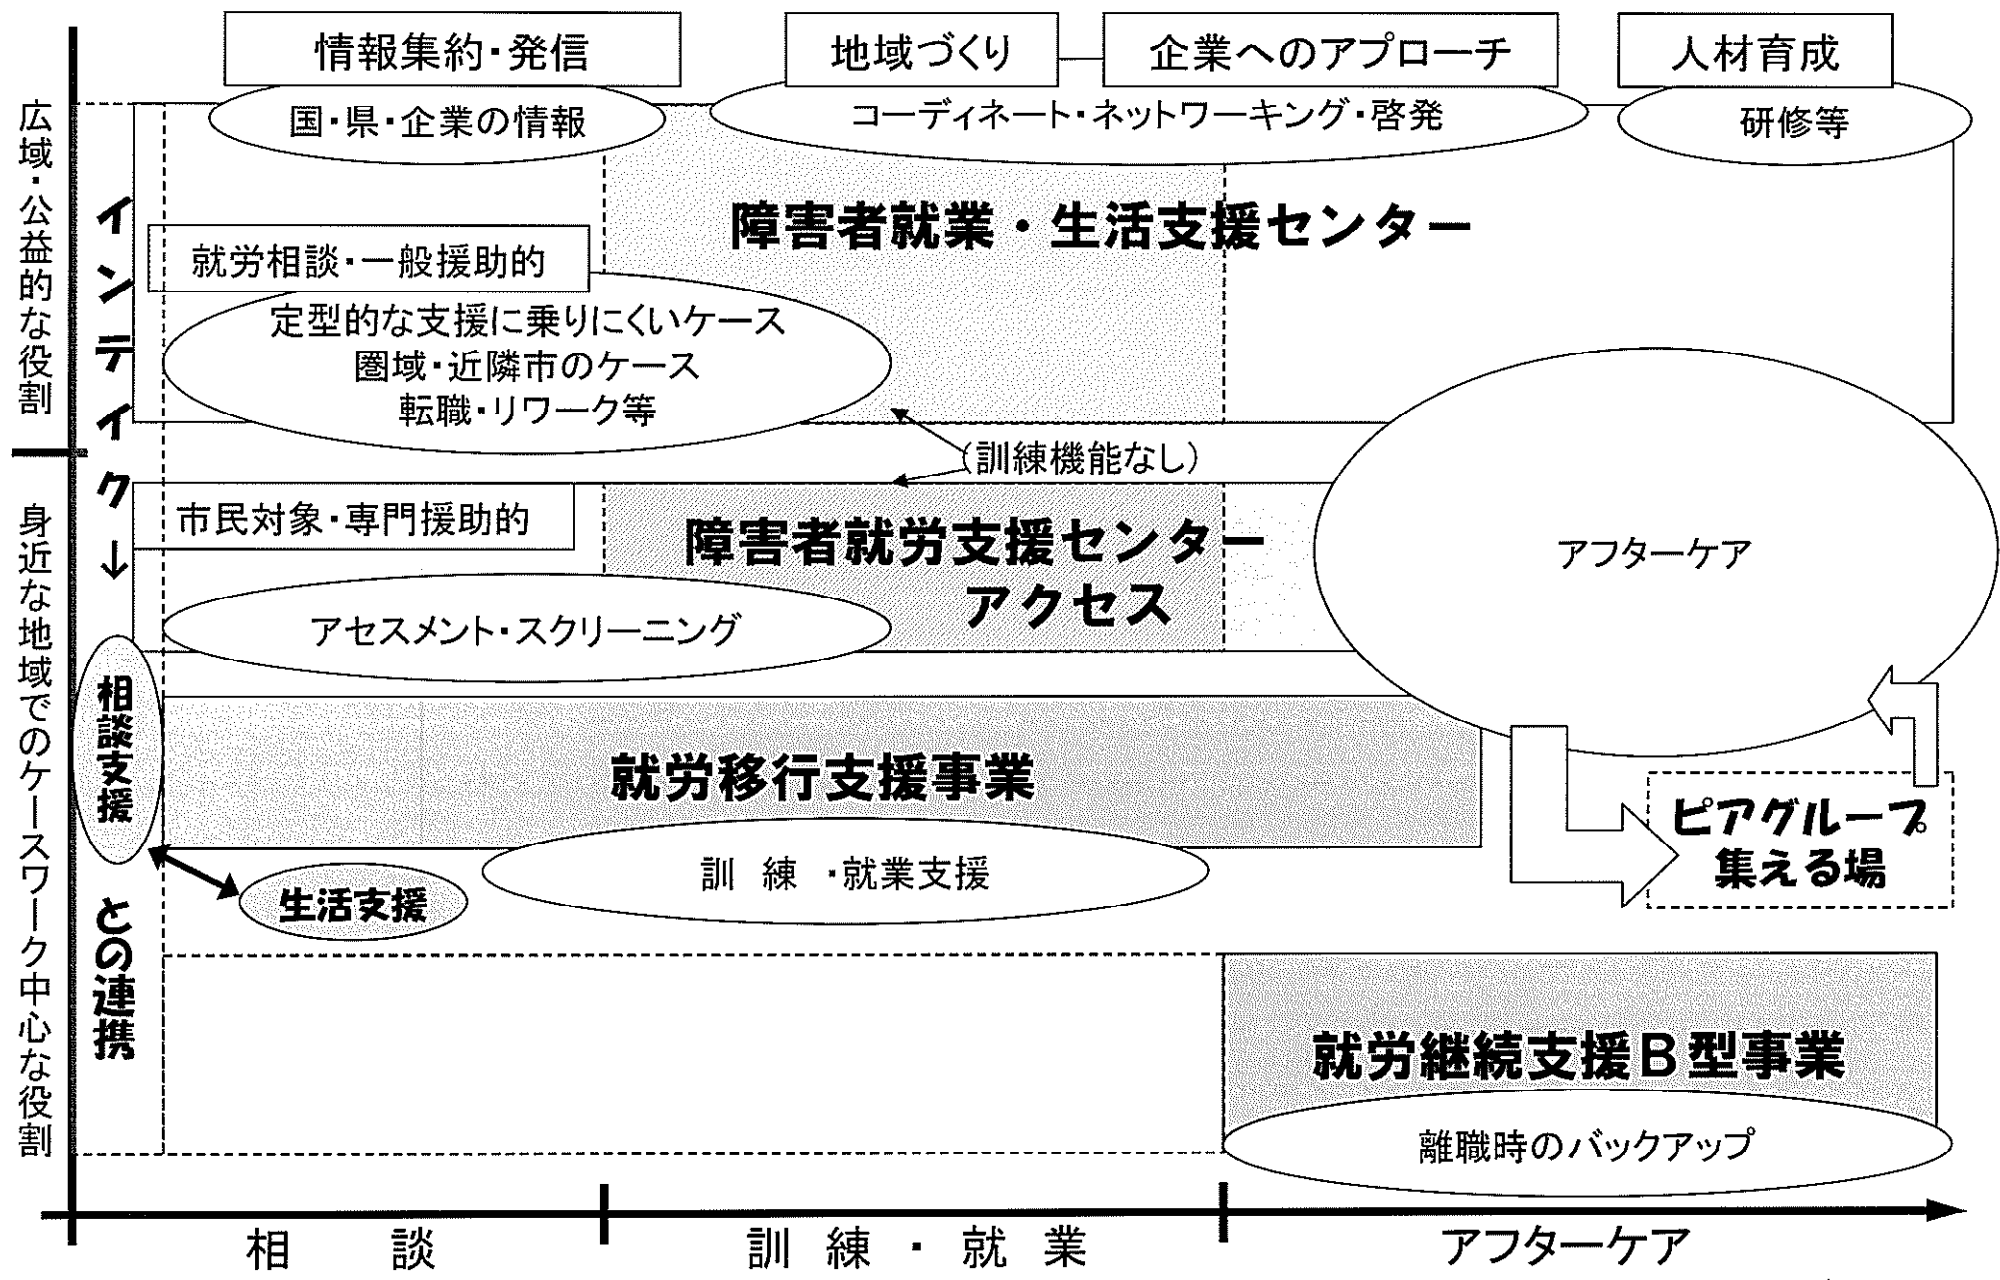 情報集約・発信
地域づくり
企業へのアプローチ
人材育成
国・県・企業の情報
コーディネート・ネットワーキング・啓発
研修等
広域・公益的な役割
インテイク→
障害者就業・生活支援センター
就労相談・一般援助的
定型的な支援に乗りにくいケース
圏域・近隣市のケース
転職・リワーク等
(訓練機能なし)
市民対象・専門援助的
障害者就労支援センター
アクセス
アフターケア
アセスメント・スクリーニング
身近な地域でのケースワーク中心な役割
相談支援
との連携
就労移行支援事業
訓 練 ・就業支援
生活支援
ピアグループ
集える場
就労継続支援B型事業
離職時のバックアップ
相 談
訓 練 ・ 就 業
アフターケア